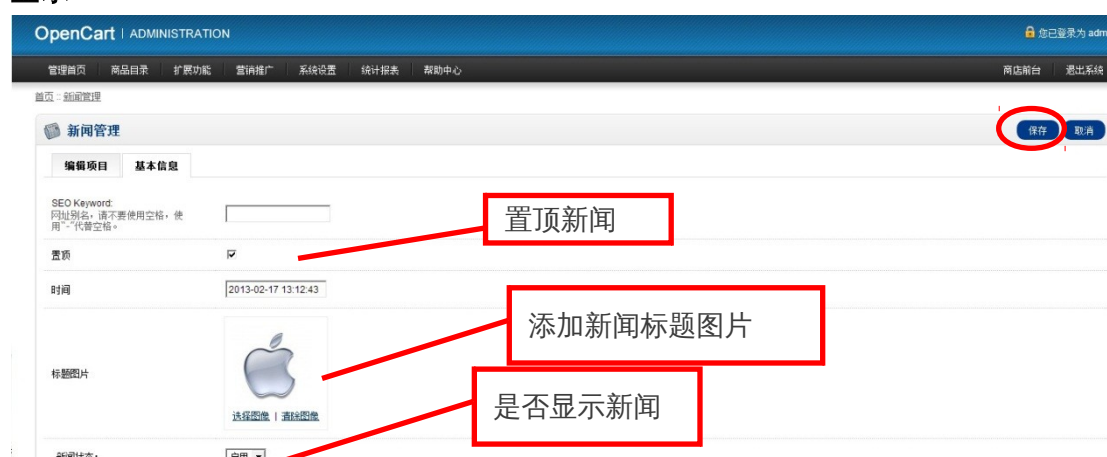 OpenCart | ADMINISTRATION
您已登录为 adm
管理首页 商品目录 扩展功能 营销推广 系统设置 统计报表 帮助中心 商店前台 退出系统
首页 :: 新闻管理
新闻管理 保存 取消
编辑项目 基本信息
SEO Keyword:
网址别名，请不要使用空格，使
用"-"代替空格。
置顶新闻
置顶
时间 2013-02-17 13:12:43
添加新闻标题图片
标题图片
选择图像 | 清除图像
是否显示新闻
新闻状态: 启用